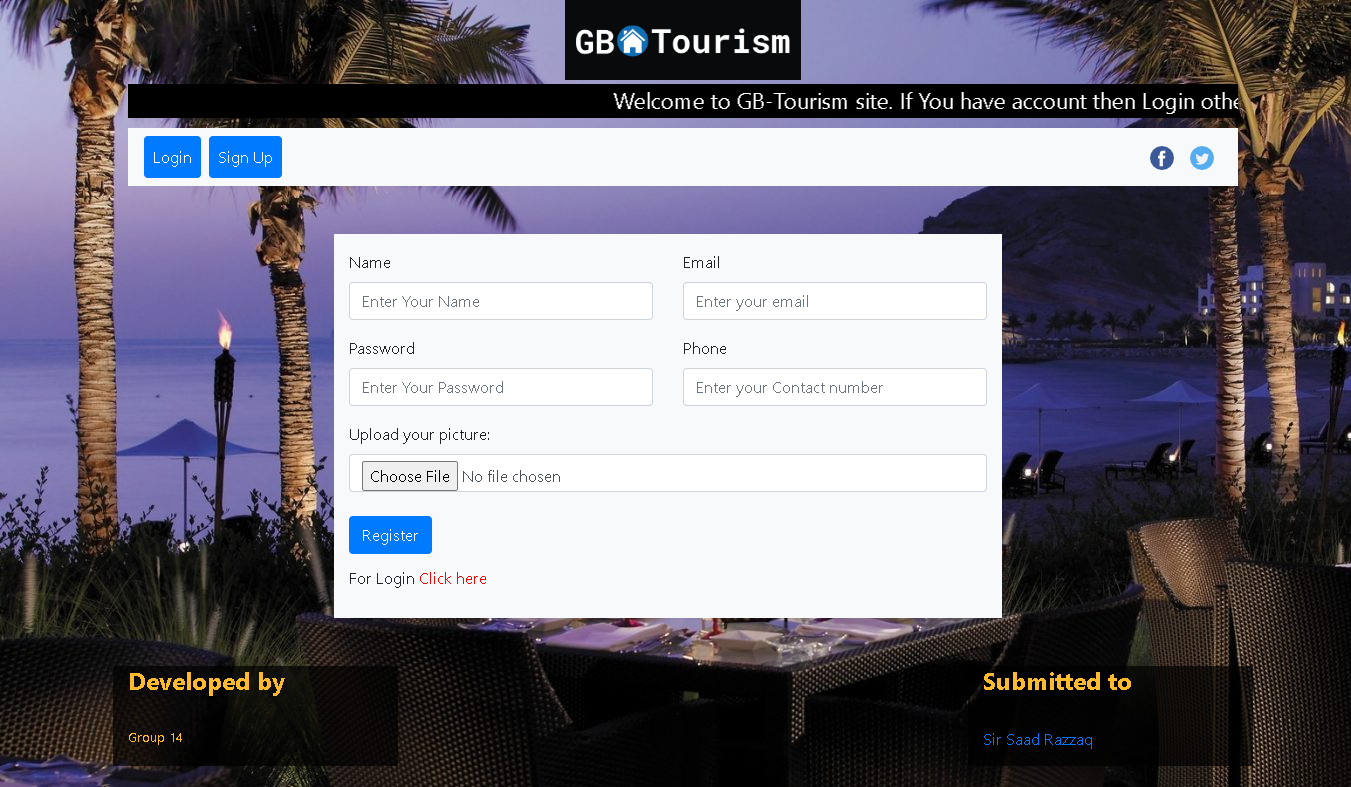 GB Tourism
Welcome to GB-Tourism site. If You have account then Login othe
Login Sign Up
Name Email
Enter Your Name Enter your email
Password Phone
Enter Your Password Enter your Contact number
Upload your picture:
Choose File No file chosen
Register
For Login Click here
Developed by Submitted to
Group 14 Sir Saad Razzaq